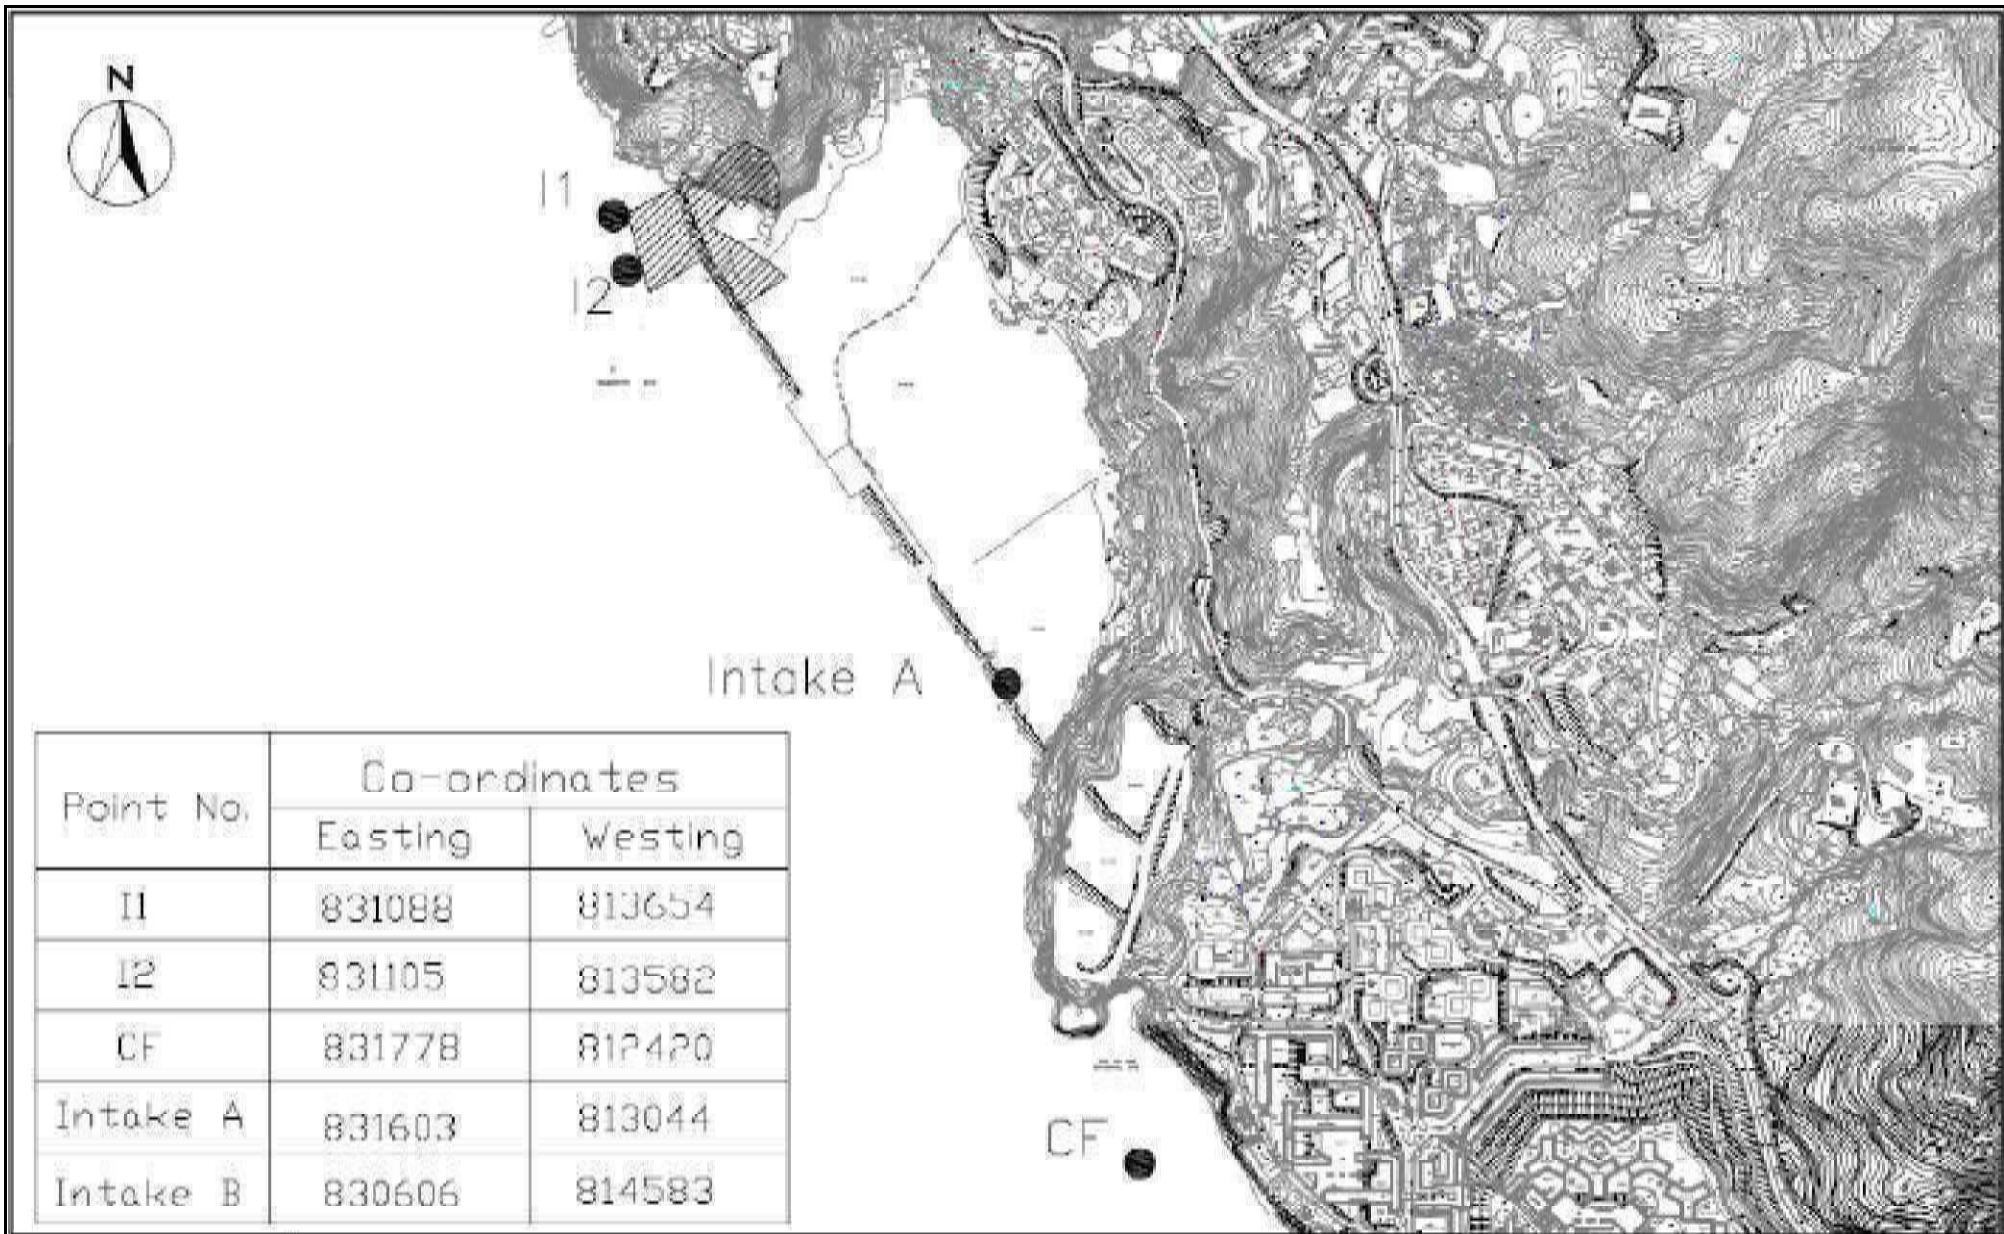 N
I1
I2
Intake A
Point No.
Co-ordinates
Easting Westing
I1 831088 813654
I2 831105 813582
CF 831778 812420
Intake A 831603 813044
Intake B 830606 814583
CF